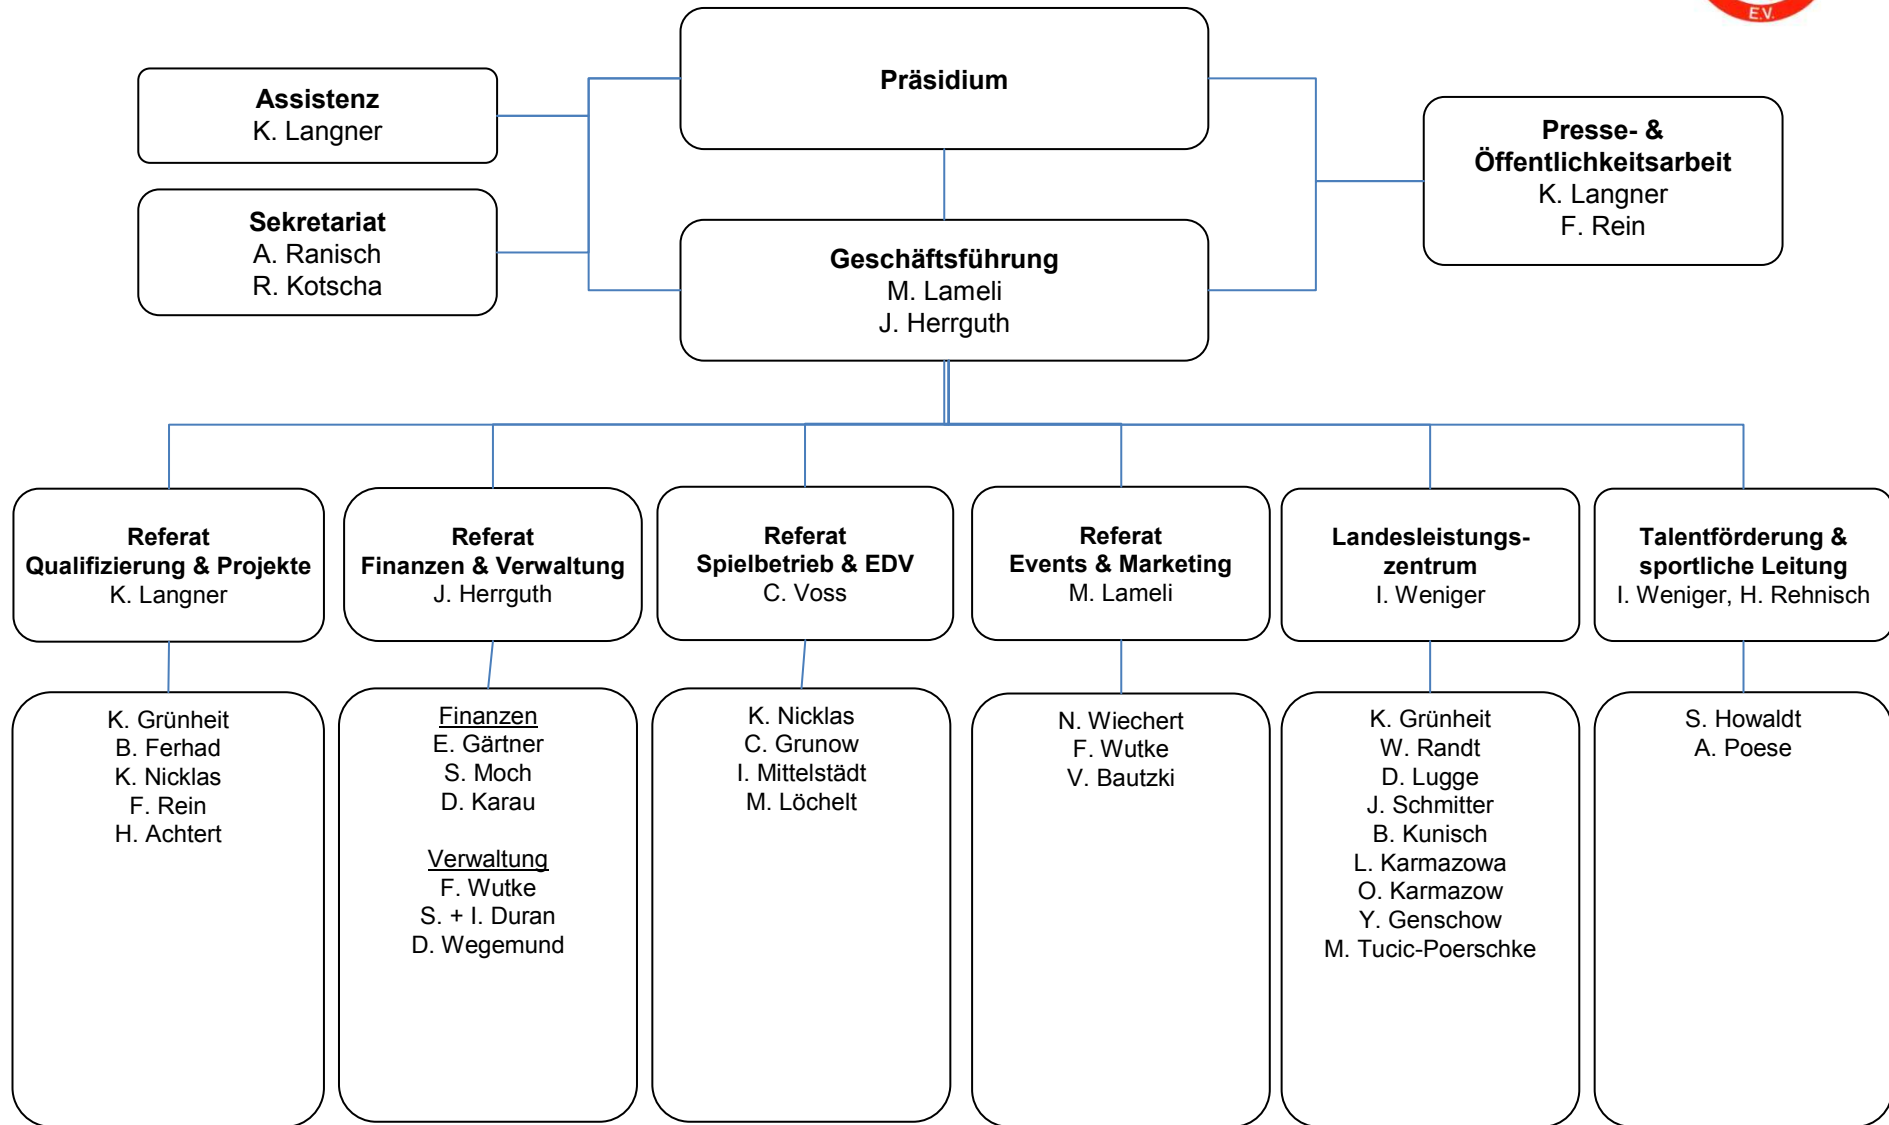 E.V.
Präsidium
Assistenz
K. Langner
Sekretariat
A. Ranisch
R. Kotscha
Presse- &
Öffentlichkeitsarbeit
K. Langner
F. Rein
Geschäftsführung
M. Lameli
J. Herrguth
Referat
Qualifizierung & Projekte
K. Langner
Referat
Finanzen & Verwaltung
J. Herrguth
Referat
Spielbetrieb & EDV
C. Voss
Referat
Events & Marketing
M. Lameli
Landesleistungs-
zentrum
I. Weniger
Talentförderung &
sportliche Leitung
I. Weniger, H. Rehnisch
K. Grünheit
B. Ferhad
K. Nicklas
F. Rein
H. Achtert
Finanzen
E. Gärtner
S. Moch
D. Karau
Verwaltung
F. Wutke
S. + I. Duran
D. Wegemund
K. Nicklas
C. Grunow
I. Mittelstädt
M. Löchelt
N. Wiechert
F. Wutke
V. Bautzki
K. Grünheit
W. Randt
D. Lugge
J. Schmitter
B. Kunisch
L. Karmazowa
O. Karmazow
Y. Genschow
M. Tucic-Poerschke
S. Howaldt
A. Poese